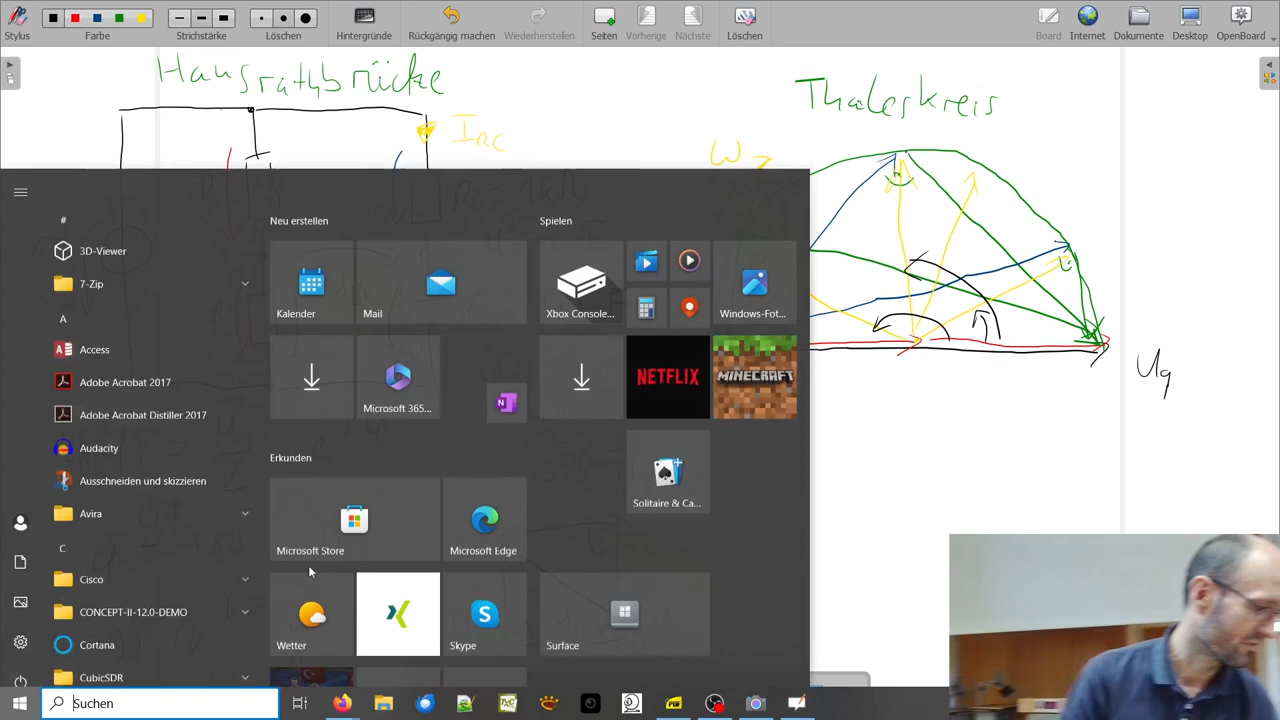 Stylus Farbe Strichstärke Löschen Hintergründe Rückgängig machen Wiederherstellen Seiten Vorherige Nächste Löschen Board Internet Dokumente Desktop OpenBoard
Hausrathbrücke
Thaleskreis
I_RC
ω
R = 1kΩ
U_q
#
3D-Viewer
7-Zip
A
Access
Adobe Acrobat 2017
Adobe Acrobat Distiller 2017
Audacity
Ausschneiden und skizzieren
Avira
C
Cisco
CONCEPT-II-12.0-DEMO
Cortana
CubicSDR
Neu erstellen
Kalender
Mail
Microsoft 365...
N
Erkunden
Microsoft Store
Microsoft Edge
Wetter
Skype
Spielen
Xbox Console...
Windows-Fot...
NETFLIX
MINECRAFT
Solitaire & Ca...
Surface
Suchen